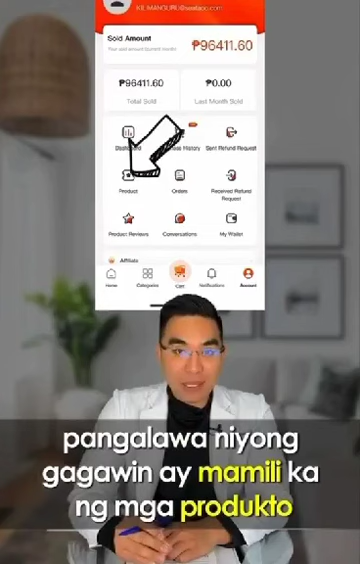 Sold Amount
₱96411.60
₱96411.60
₱0.00
Total Sold
Last Month Sold
Sent Refund Request
History
Product
Orders
Received Refund
Request
Product Reviews
Conversations
My Wallet
Affiliate
Home
Categories
Cart
Notifications
Account
pangalawa niyong
gagawin ay mamili ka
ng mga produkto